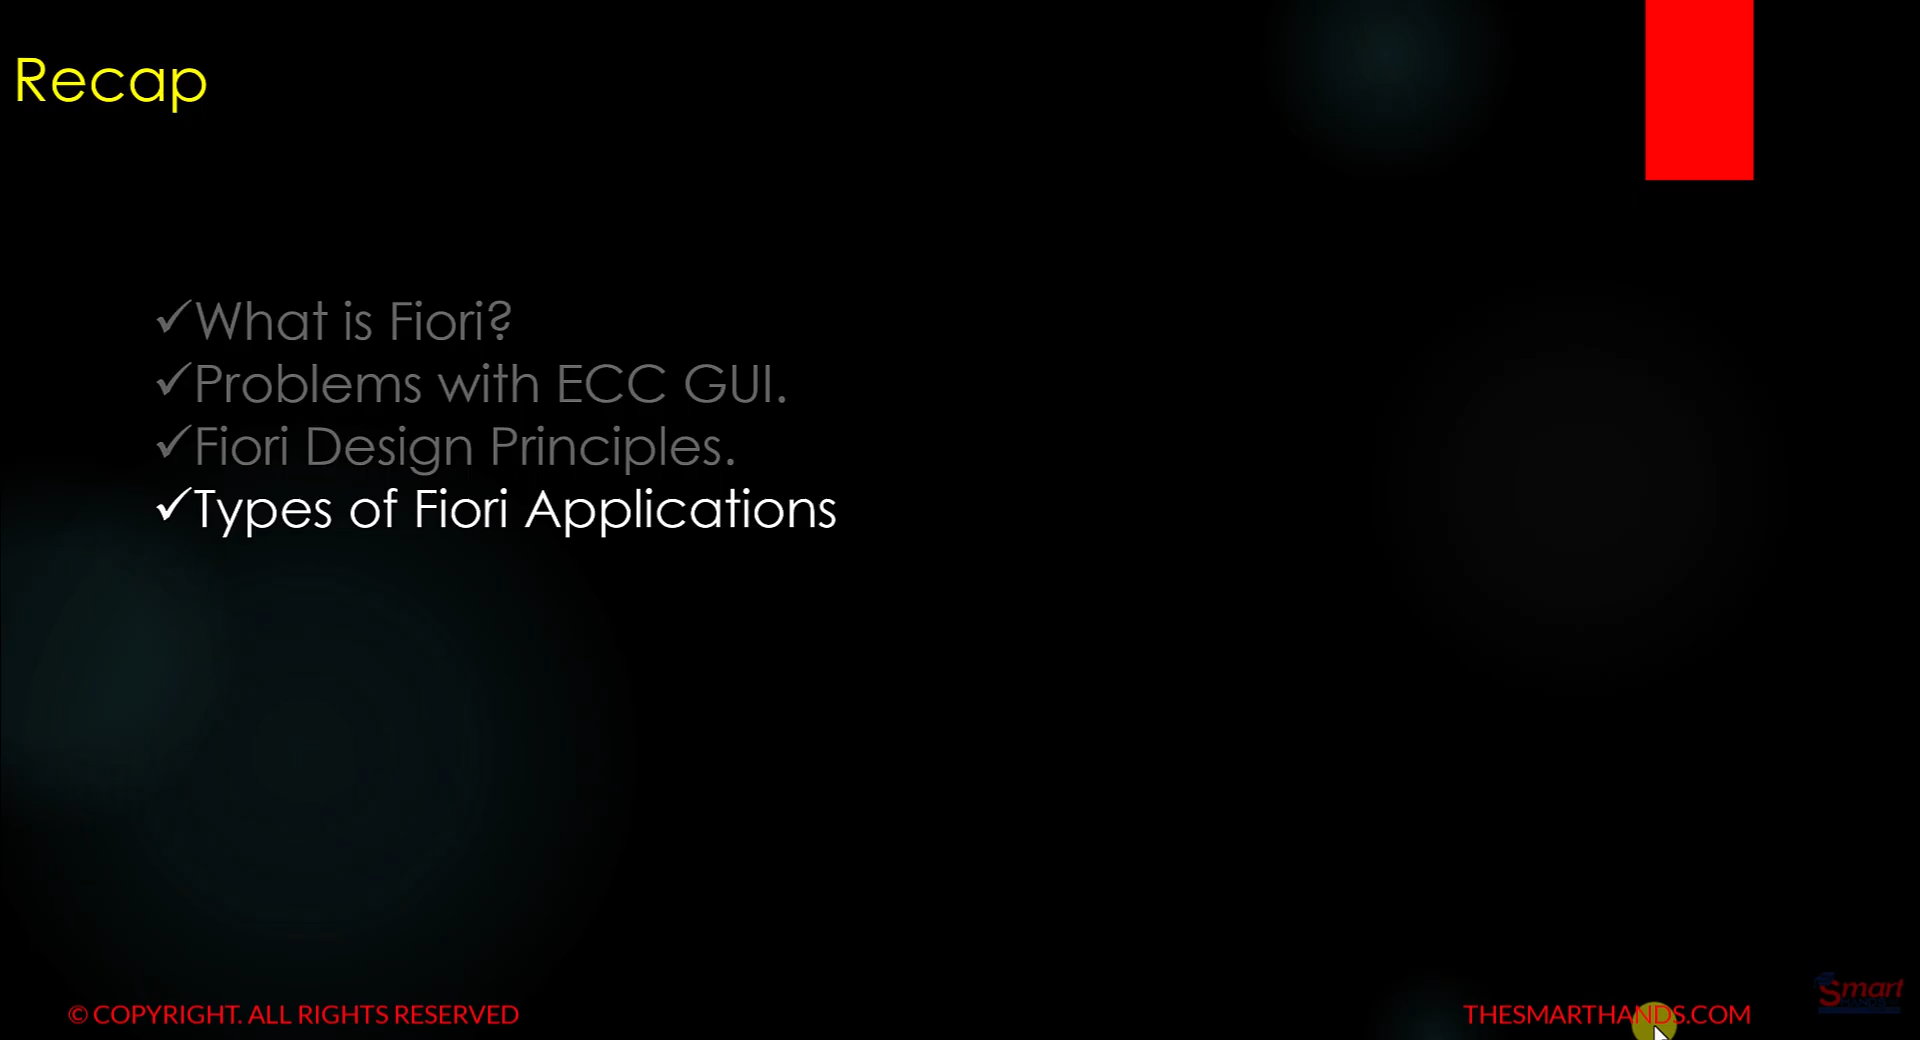 Recap
✓What is Fiori?
✓Problems with ECC GUI.
✓Fiori Design Principles.
✓Types of Fiori Applications
© COPYRIGHT. ALL RIGHTS RESERVED
THESMARTHANDS.COM
Smart